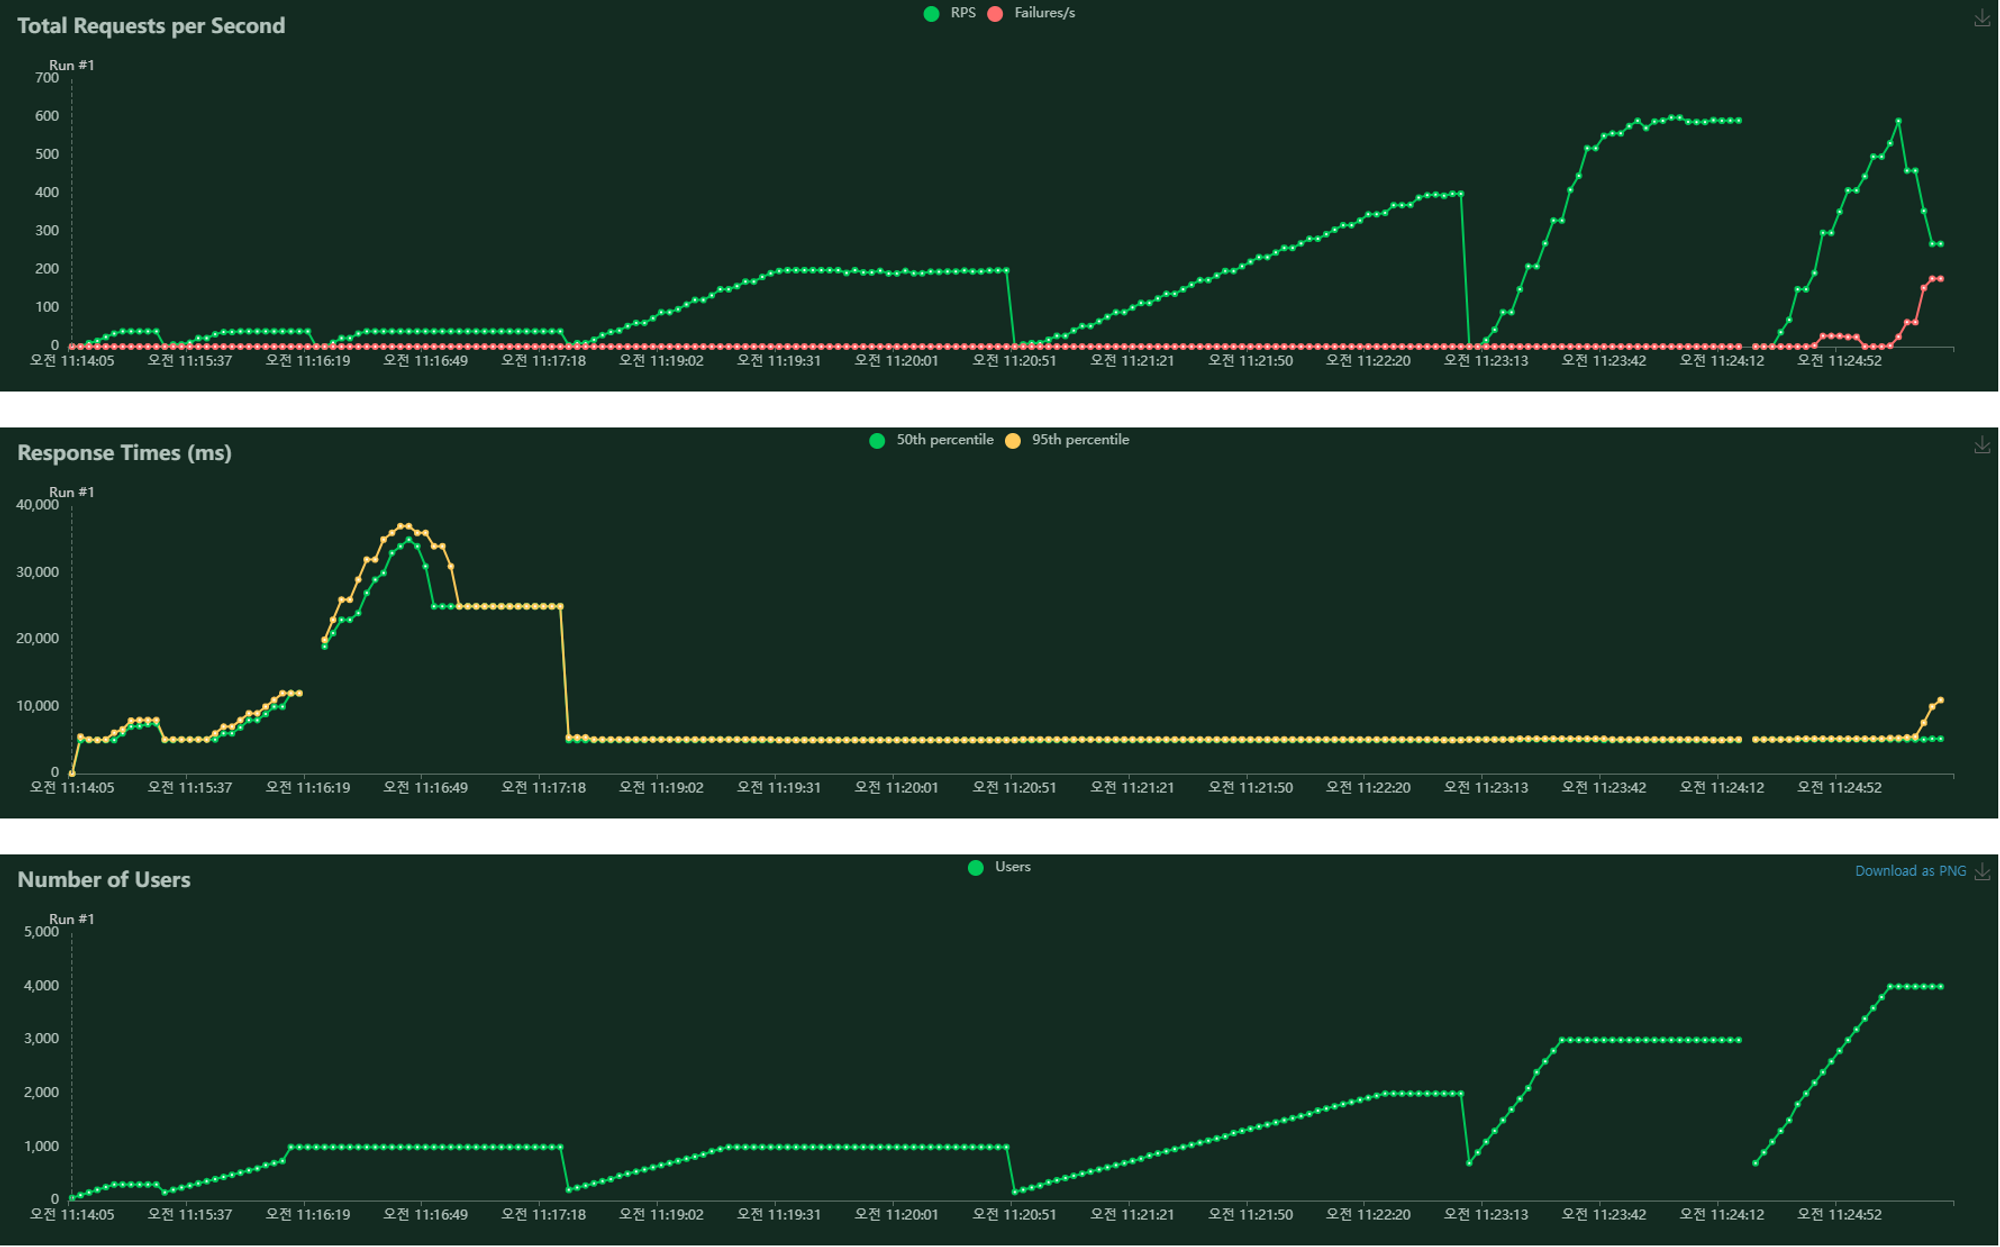 Total Requests per Second
RPS Failures/s
Run #1
700
600
500
400
300
200
100
0
오전 11:14:05 오전 11:15:37 오전 11:16:19 오전 11:16:49 오전 11:17:18 오전 11:19:02 오전 11:19:31 오전 11:20:01 오전 11:20:51 오전 11:21:21 오전 11:21:50 오전 11:22:20 오전 11:23:13 오전 11:23:42 오전 11:24:12 오전 11:24:52
Response Times (ms)
50th percentile 95th percentile
Run #1
40,000
30,000
20,000
10,000
0
오전 11:14:05 오전 11:15:37 오전 11:16:19 오전 11:16:49 오전 11:17:18 오전 11:19:02 오전 11:19:31 오전 11:20:01 오전 11:20:51 오전 11:21:21 오전 11:21:50 오전 11:22:20 오전 11:23:13 오전 11:23:42 오전 11:24:12 오전 11:24:52
Number of Users
Users
Download as PNG
Run #1
5,000
4,000
3,000
2,000
1,000
0
오전 11:14:05 오전 11:15:37 오전 11:16:19 오전 11:16:49 오전 11:17:18 오전 11:19:02 오전 11:19:31 오전 11:20:01 오전 11:20:51 오전 11:21:21 오전 11:21:50 오전 11:22:20 오전 11:23:13 오전 11:23:42 오전 11:24:12 오전 11:24:52